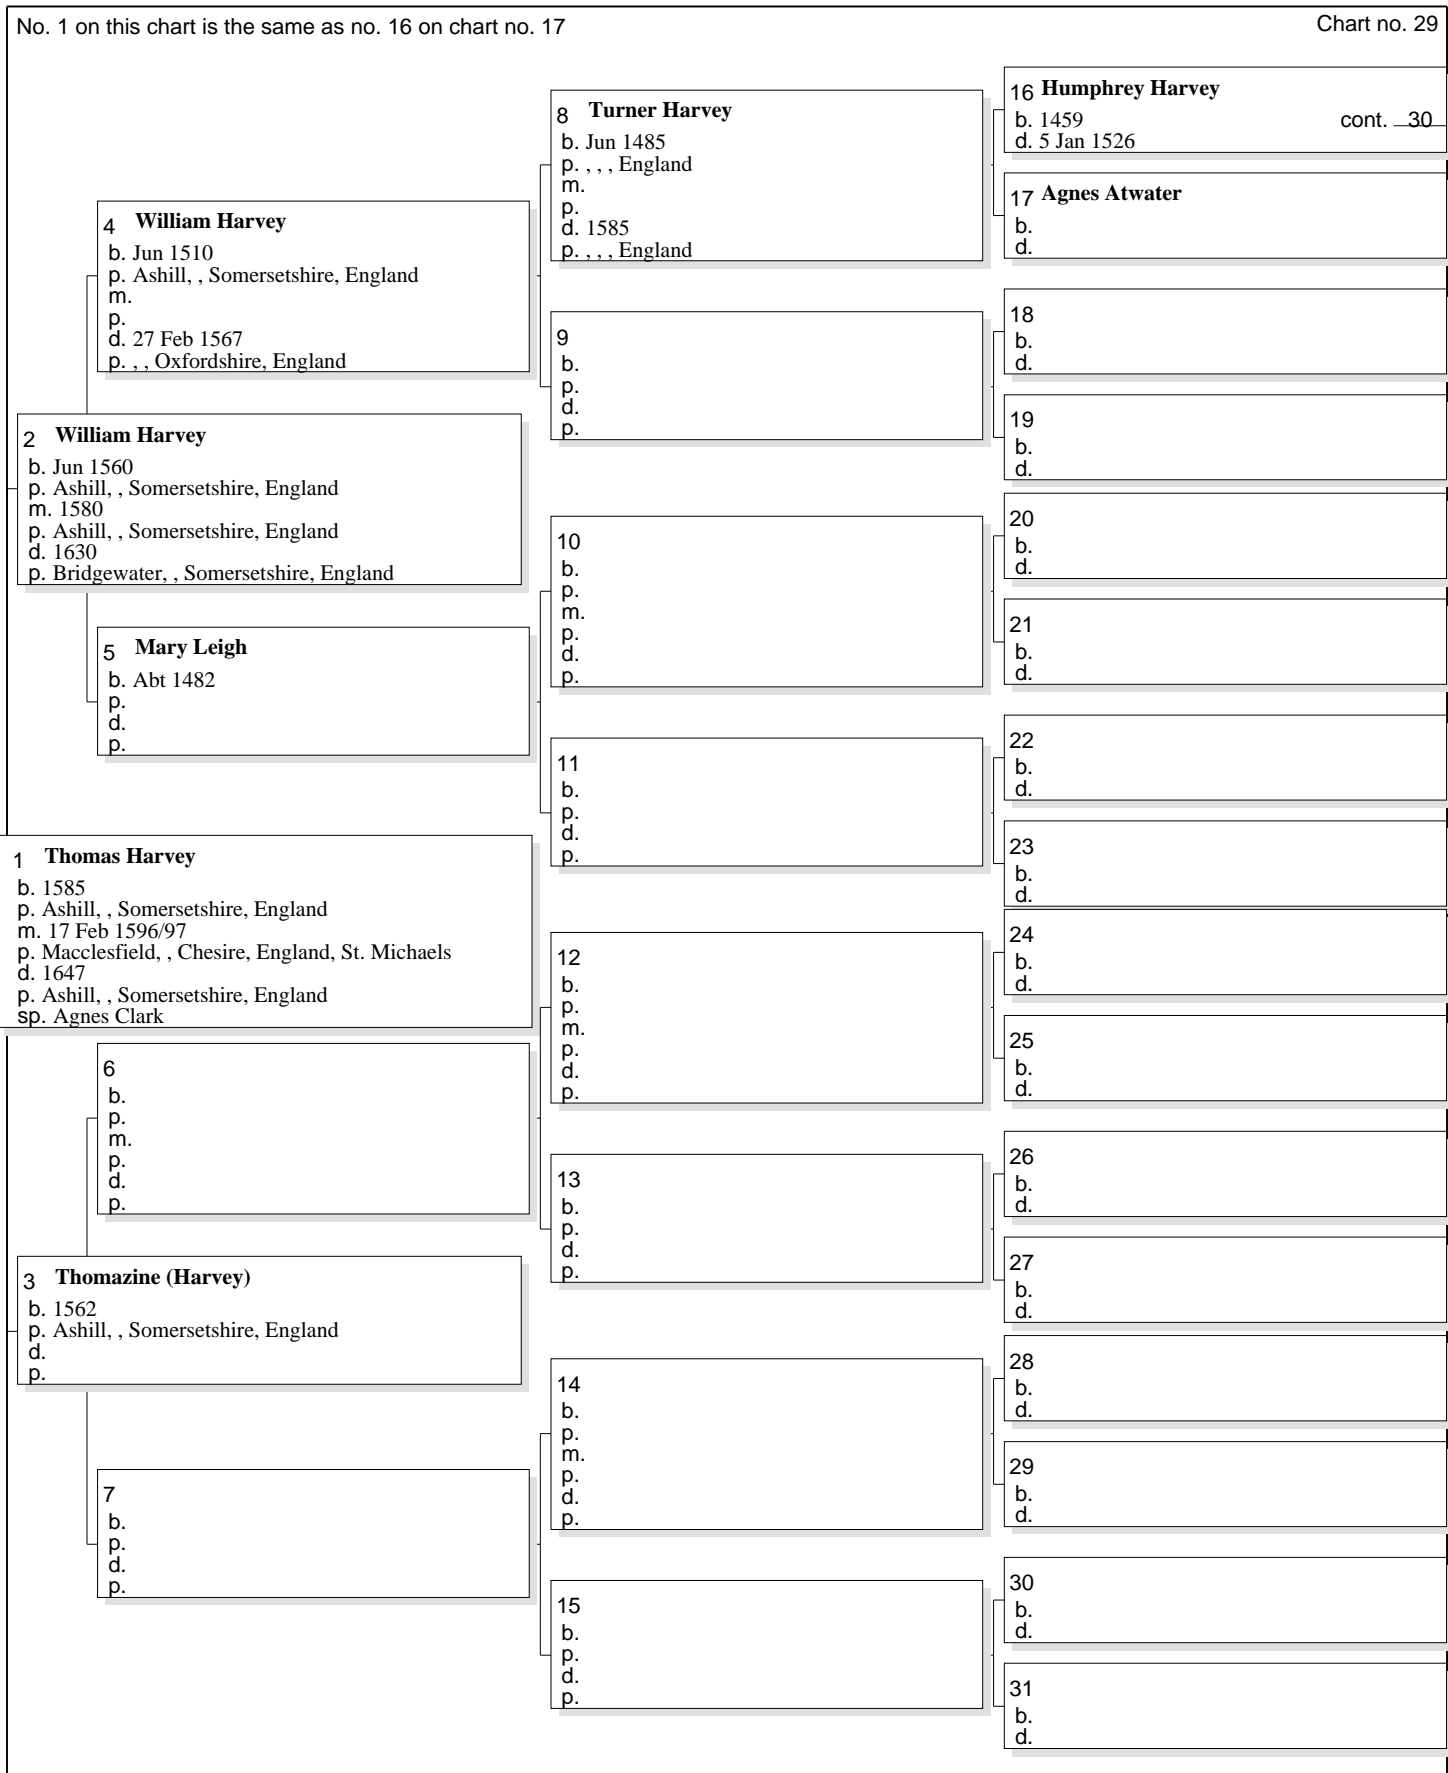 No. 1 on this chart is the same as no. 16 on chart no. 17
Chart no. 29
16 Humphrey Harvey
b. 1459 cont. 30
d. 5 Jan 1526
8 Turner Harvey
b. Jun 1485
p. , , , England
m.
p.
d. 1585
p. , , , England
17 Agnes Atwater
b.
d.
4 William Harvey
b. Jun 1510
p. Ashill, , Somersetshire, England
m.
p.
d. 27 Feb 1567
p. , , Oxfordshire, England
18
b.
d.
9
b.
p.
d.
p.
19
b.
d.
2 William Harvey
b. Jun 1560
p. Ashill, , Somersetshire, England
m. 1580
p. Ashill, , Somersetshire, England
d. 1630
p. Bridgewater, , Somersetshire, England
20
b.
d.
10
b.
p.
m.
p.
d.
p.
21
b.
d.
5 Mary Leigh
b. Abt 1482
p.
d.
p.
22
b.
d.
11
b.
p.
d.
p.
23
b.
d.
1 Thomas Harvey
b. 1585
p. Ashill, , Somersetshire, England
m. 17 Feb 1596/97
p. Macclesfield, , Chesire, England, St. Michaels
d. 1647
p. Ashill, , Somersetshire, England
sp. Agnes Clark
24
b.
d.
12
b.
p.
m.
p.
d.
p.
25
b.
d.
6
b.
p.
m.
p.
d.
p.
26
b.
d.
13
b.
p.
d.
p.
27
b.
d.
3 Thomazine (Harvey)
b. 1562
p. Ashill, , Somersetshire, England
d.
p.
28
b.
d.
14
b.
p.
m.
p.
d.
p.
29
b.
d.
7
b.
p.
d.
p.
30
b.
d.
15
b.
p.
d.
p.
31
b.
d.